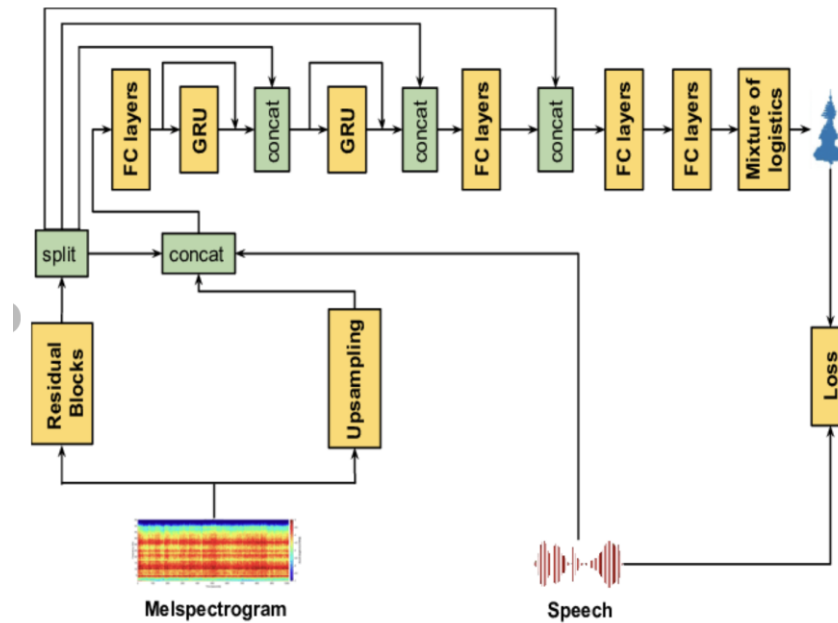 FC layers
GRU
concat
GRU
concat
FC layers
concat
FC layers
FC layers
Mixture of
logistics
split
concat
Residual
Blocks
Upsampling
Loss
Melspectrogram
Speech